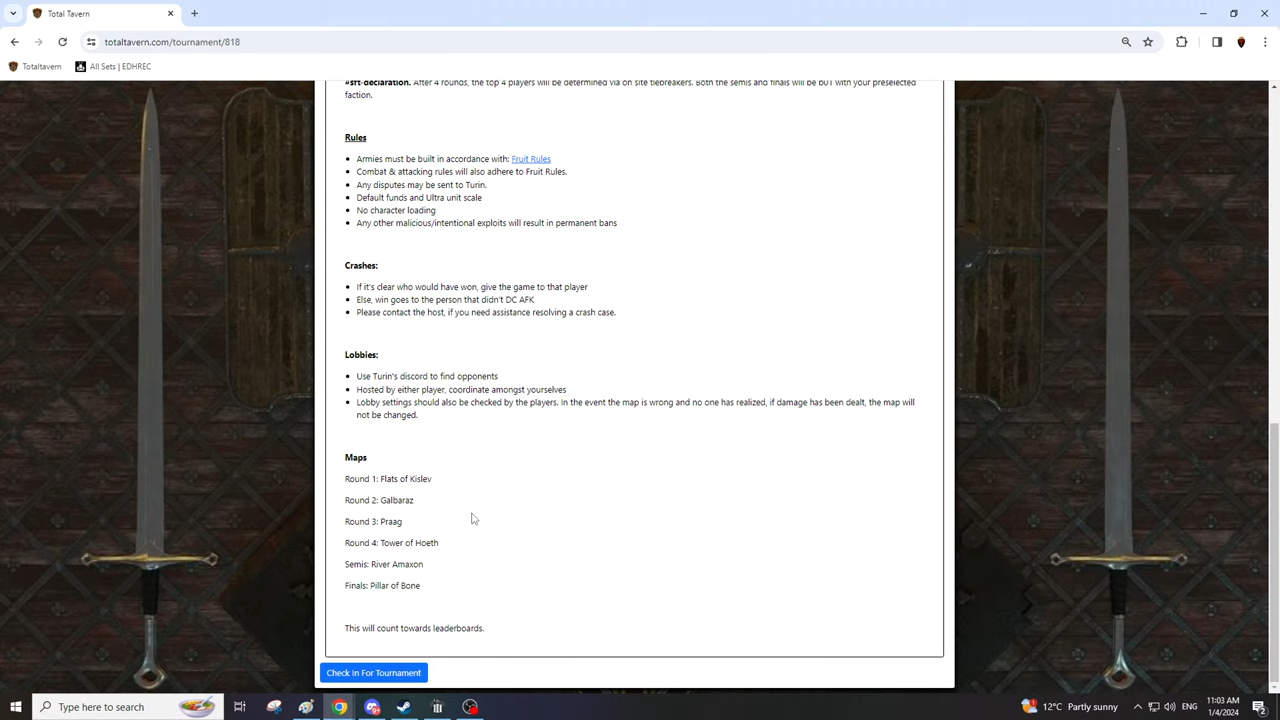 Total Tavern
totaltavern.com/tournament/818
Totaltavern
All Sets | EDHREC
#sft-declaration. After 4 rounds, the top 4 players will be determined via on site tiebreakers. Both the semis and finals will be bo1 with your preselected
faction.
Rules
Armies must be built in accordance with: Fruit Rules
Combat & attacking rules will also adhere to Fruit Rules.
Any disputes may be sent to Turin.
Default funds and Ultra unit scale
No character loading
Any other malicious/intentional exploits will result in permanent bans
Crashes:
If it's clear who would have won, give the game to that player
Else, win goes to the person that didn't DC AFK
Please contact the host, if you need assistance resolving a crash case.
Lobbies:
Use Turin's discord to find opponents
Hosted by either player, coordinate amongst yourselves
Lobby settings should also be checked by the players. In the event the map is wrong and no one has realized, if damage has been dealt, the map will
not be changed.
Maps
Round 1: Flats of Kislev
Round 2: Galbaraz
Round 3: Praag
Round 4: Tower of Hoeth
Semis: River Amaxon
Finals: Pillar of Bone
This will count towards leaderboards.
Check In For Tournament
Type here to search
12°C Partly sunny
ENG
11:03 AM
1/4/2024
2